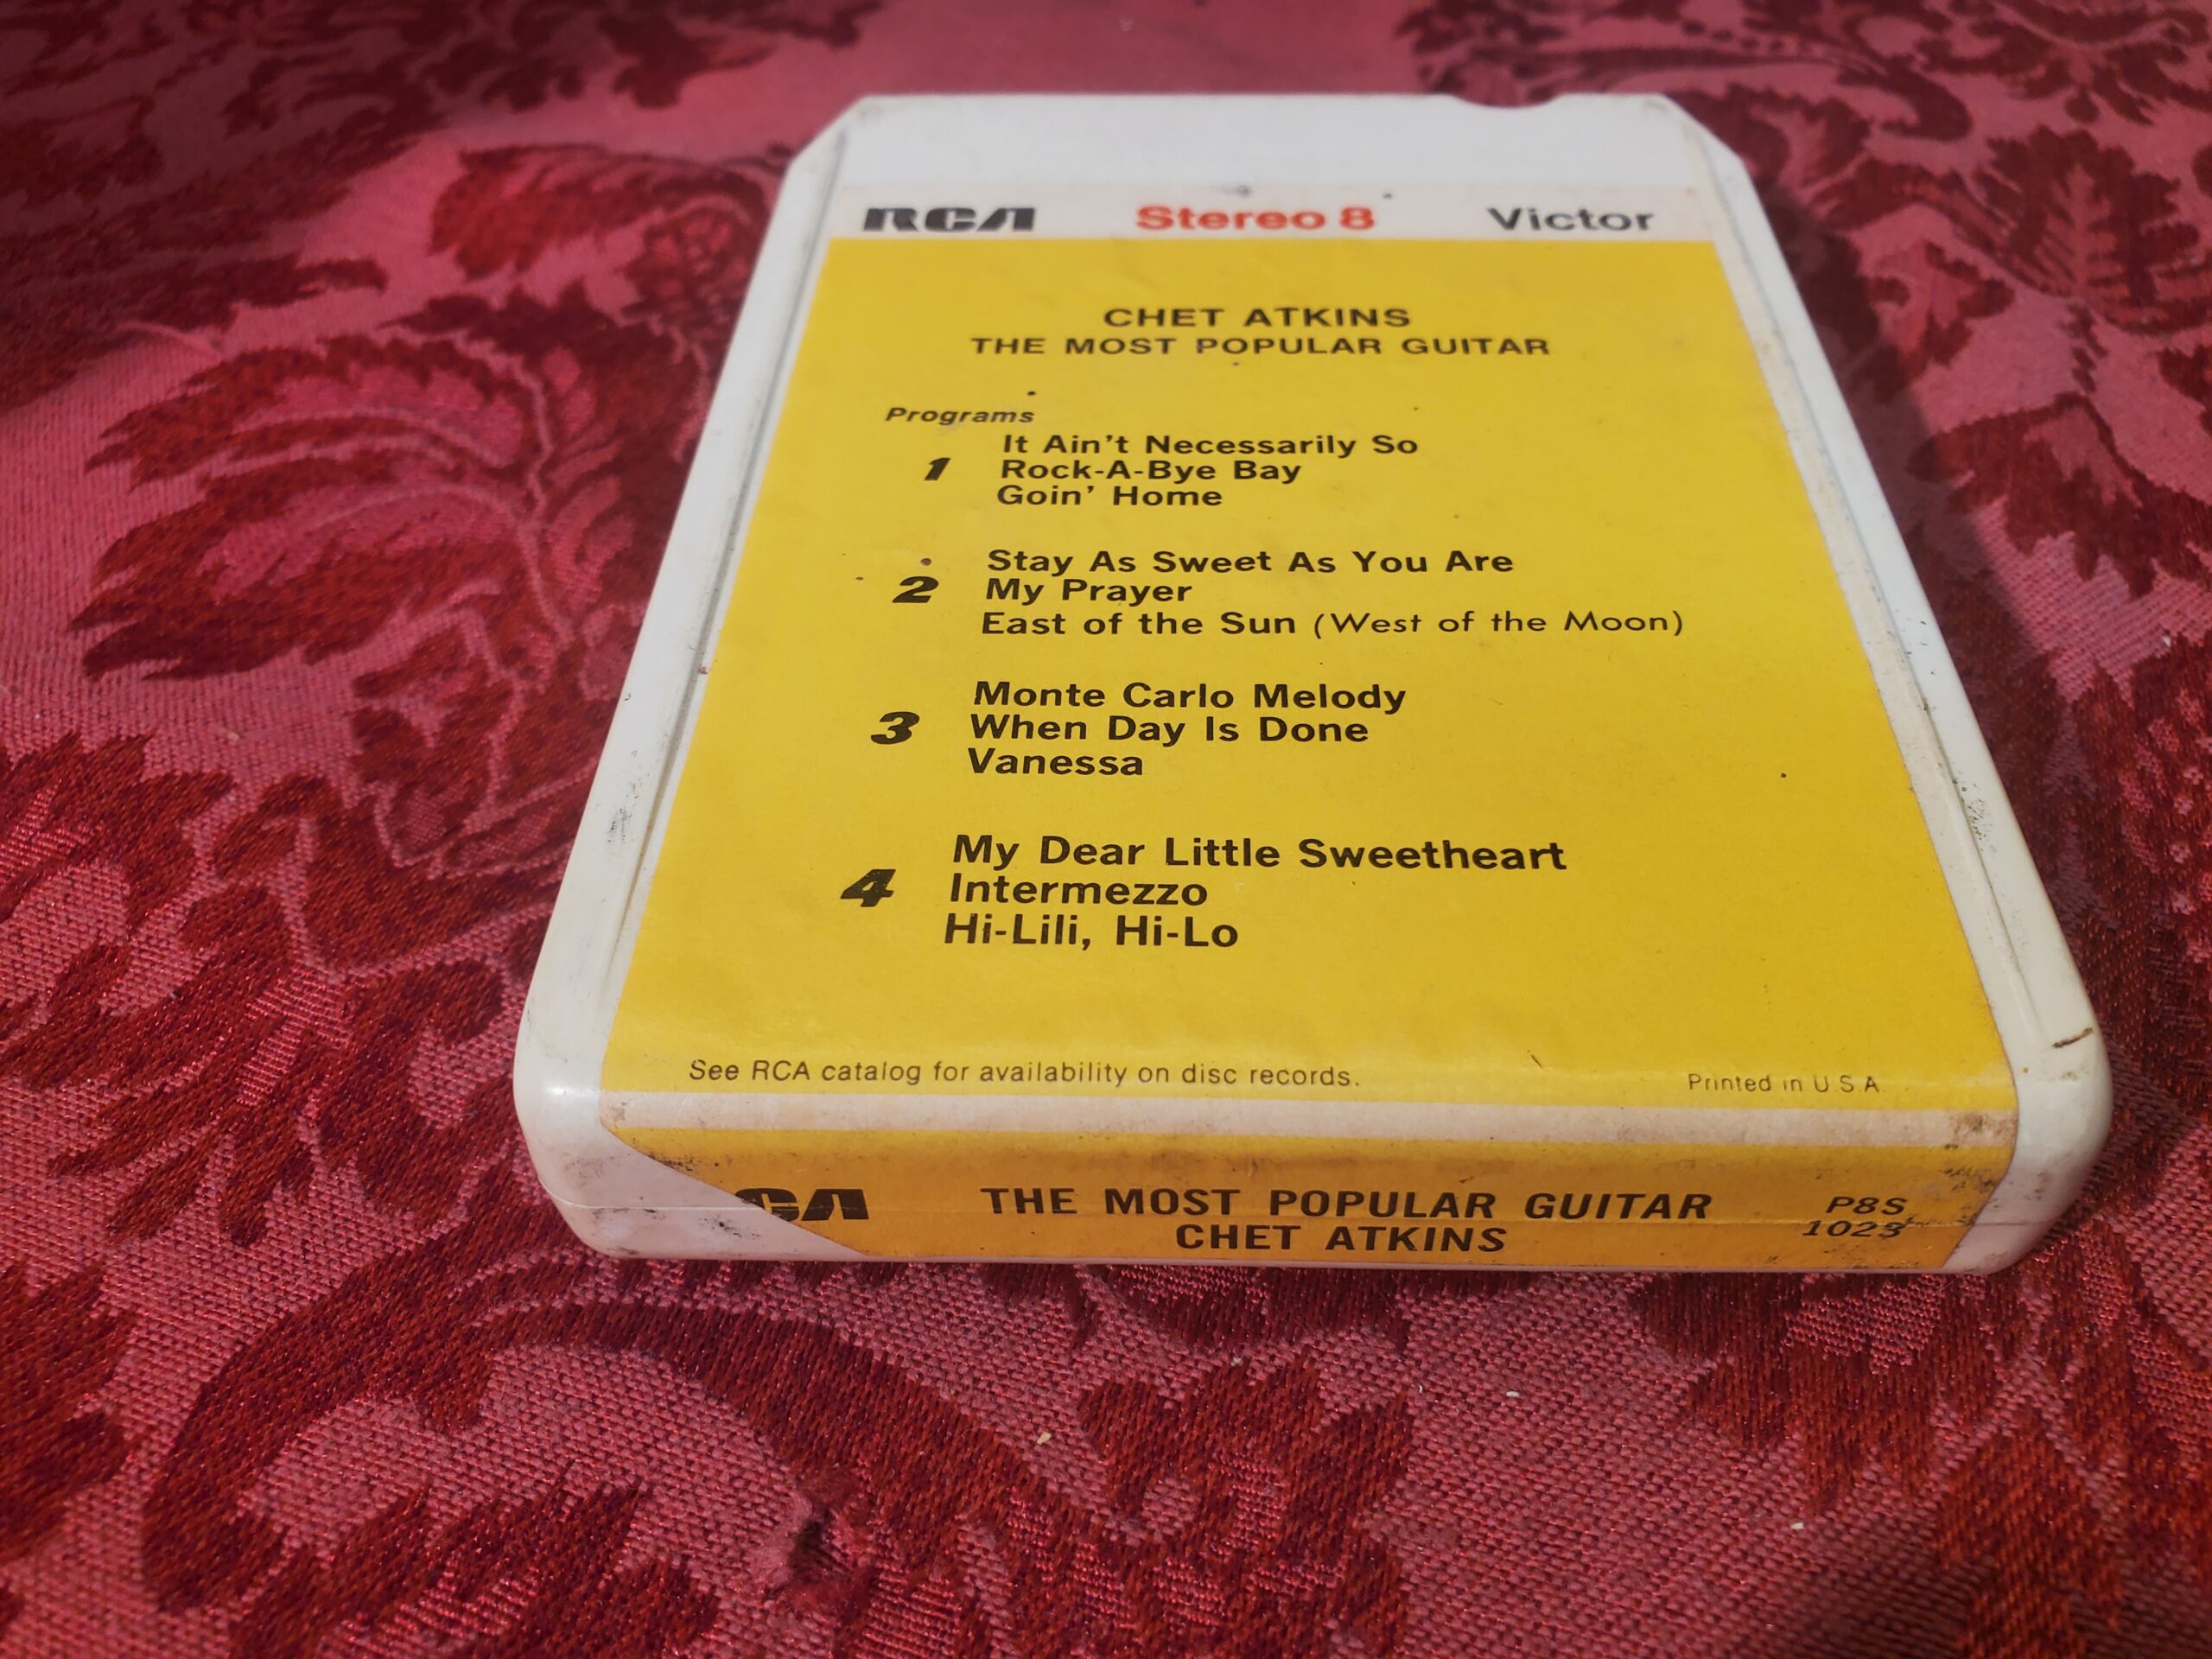 RCA Stereo 8 Victor
CHET ATKINS
THE MOST POPULAR GUITAR
Programs
1
It Ain't Necessarily So
Rock-A-Bye Bay
Goin' Home
2
Stay As Sweet As You Are
My Prayer
East of the Sun (West of the Moon)
3
Monte Carlo Melody
When Day Is Done
Vanessa
4
My Dear Little Sweetheart
Intermezzo
Hi-Lili, Hi-Lo
See RCA catalog for availability on disc records. Printed in U S A.
CA THE MOST POPULAR GUITAR P8S
CHET ATKINS